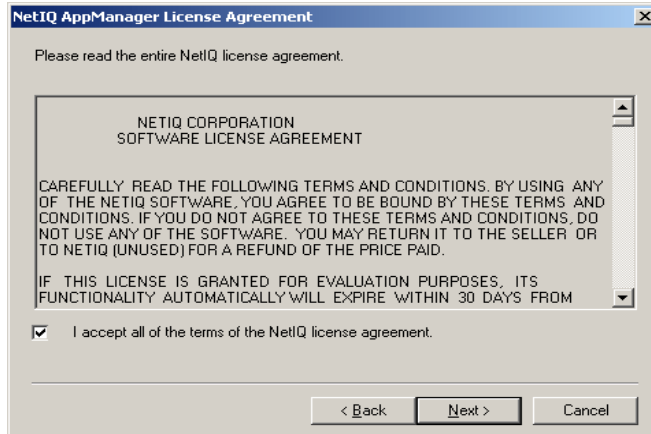 NetIQ AppManager License Agreement
Please read the entire NetIQ license agreement.
NETIQ CORPORATION
SOFTWARE LICENSE AGREEMENT
CAREFULLY READ THE FOLLOWING TERMS AND CONDITIONS. BY USING ANY
OF THE NETIQ SOFTWARE, YOU AGREE TO BE BOUND BY THESE TERMS AND
CONDITIONS. IF YOU DO NOT AGREE TO THESE TERMS AND CONDITIONS, DO
NOT USE ANY OF THE SOFTWARE. YOU MAY RETURN IT TO THE SELLER OR
TO NETIQ (UNUSED) FOR A REFUND OF THE PRICE PAID.
IF THIS LICENSE IS GRANTED FOR EVALUATION PURPOSES, ITS
FUNCTIONALITY AUTOMATICALLY WILL EXPIRE WITHIN 30 DAYS FROM
I accept all of the terms of the NetIQ license agreement.
< Back Next > Cancel